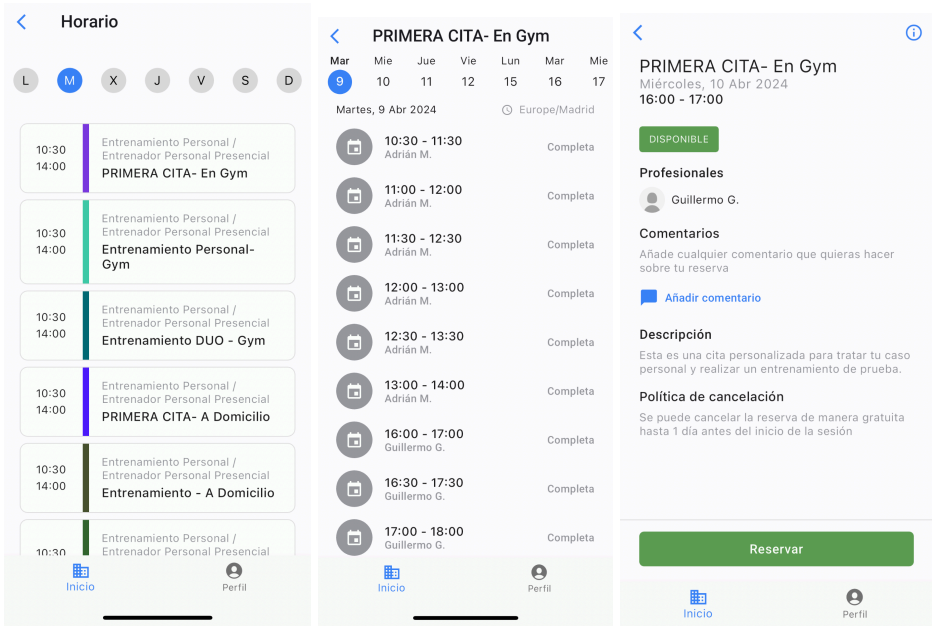 Horario
L M X J V S D
10:30
14:00
Entrenamiento Personal /
Entrenador Personal Presencial
PRIMERA CITA- En Gym
10:30
14:00
Entrenamiento Personal /
Entrenador Personal Presencial
Entrenamiento Personal-
Gym
10:30
14:00
Entrenamiento Personal /
Entrenador Personal Presencial
Entrenamiento DUO - Gym
10:30
14:00
Entrenamiento Personal /
Entrenador Personal Presencial
PRIMERA CITA- A Domicilio
10:30
14:00
Entrenamiento Personal /
Entrenador Personal Presencial
Entrenamiento - A Domicilio
10:30
Entrenamiento Personal /
Entrenador Personal Presencial
Inicio
Perfil
PRIMERA CITA- En Gym
Mar Mie Jue Vie Lun Mar Mie
9 10 11 12 15 16 17
Martes, 9 Abr 2024
Europe/Madrid
10:30 - 11:30
Adrián M.
Completa
11:00 - 12:00
Adrián M.
Completa
11:30 - 12:30
Adrián M.
Completa
12:00 - 13:00
Adrián M.
Completa
12:30 - 13:30
Adrián M.
Completa
13:00 - 14:00
Adrián M.
Completa
16:00 - 17:00
Guillermo G.
Completa
16:30 - 17:30
Guillermo G.
Completa
17:00 - 18:00
Guillermo G.
Completa
Inicio
Perfil
PRIMERA CITA- En Gym
Miércoles, 10 Abr 2024
16:00 - 17:00
DISPONIBLE
Profesionales
Guillermo G.
Comentarios
Añade cualquier comentario que quieras hacer
sobre tu reserva
Añadir comentario
Descripción
Esta es una cita personalizada para tratar tu caso
personal y realizar un entrenamiento de prueba.
Política de cancelación
Se puede cancelar la reserva de manera gratuita
hasta 1 día antes del inicio de la sesión
Reservar
Inicio
Perfil